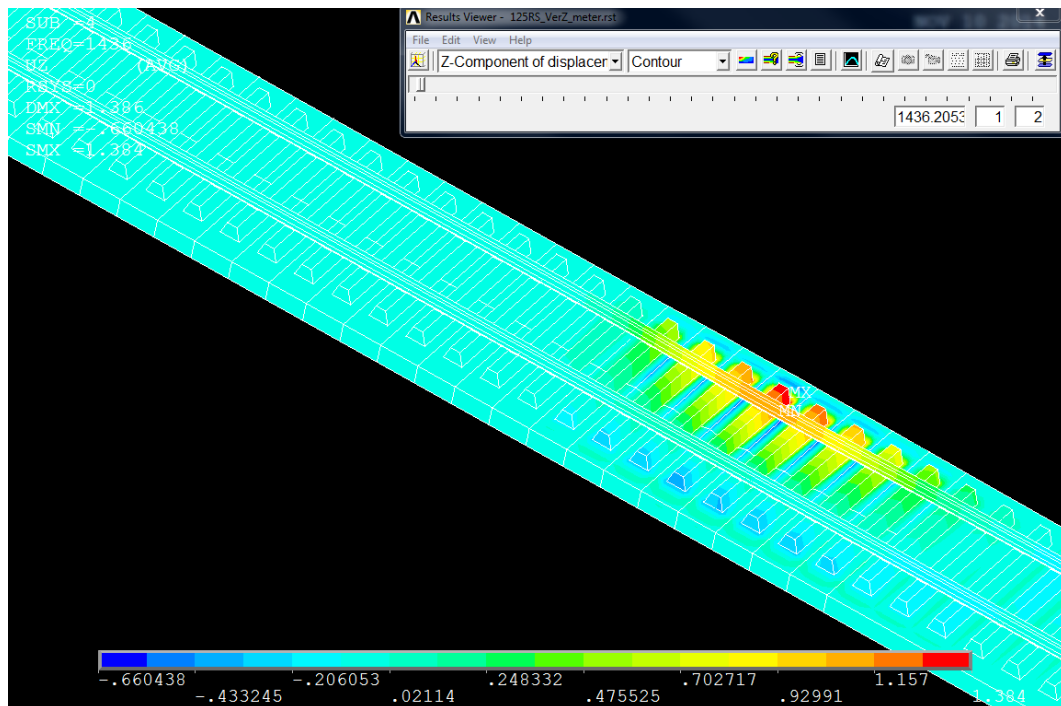 Results Viewer - 125RS_VerZ_meter.rst
NOV 10
x
File Edit View Help
Z-Component of displacer
Contour
1436.2053 1 2
SUB =4
FREQ=1436
UZ (AVG)
RSYS=0
DMX =1.386
SMN =-.660438
SMX =1.384
MX
MN
-.660438 -.206053 .248332 .702717 1.157
-.433245 .02114 .475525 .92991 1.384